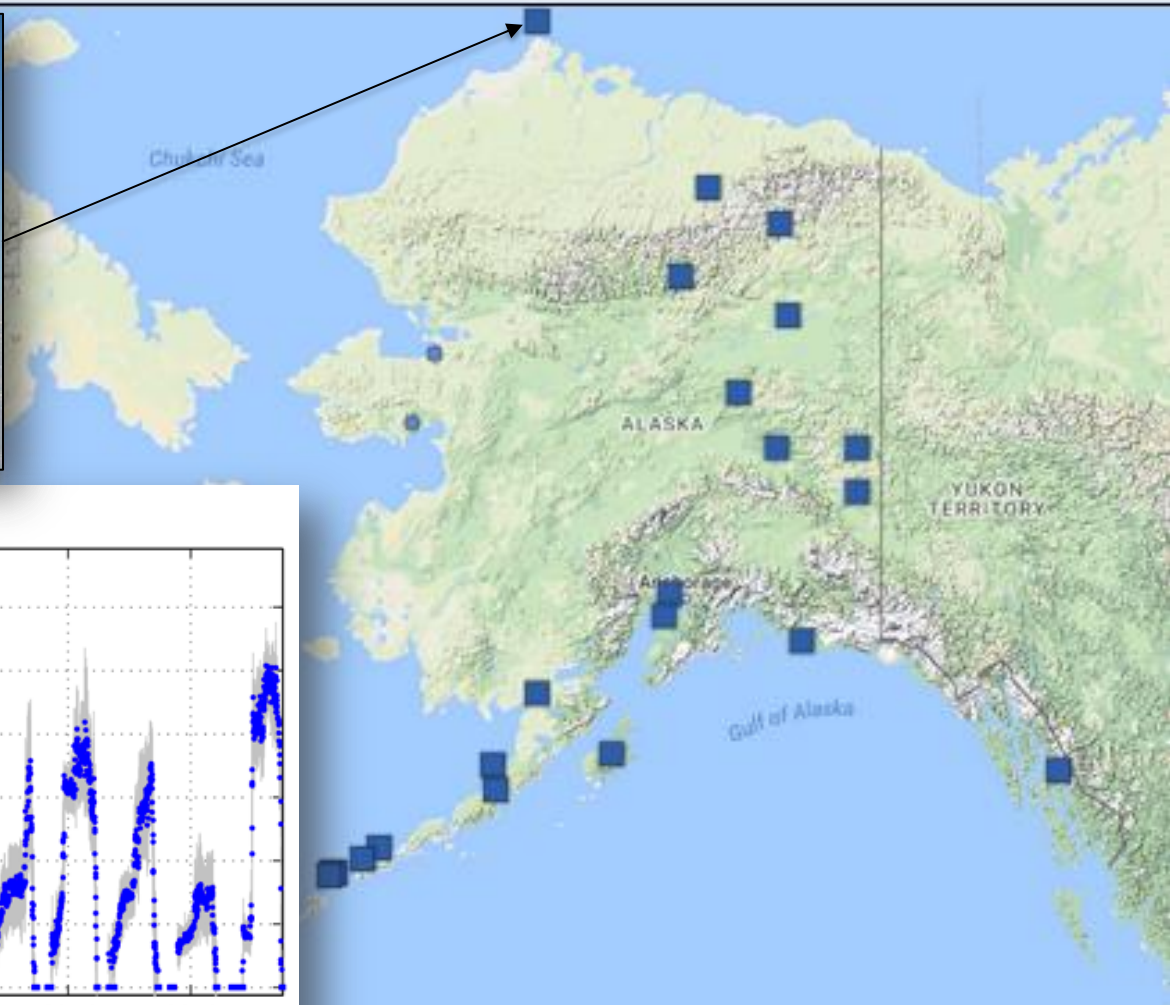 Chukchi Sea
ALASKA
YUKON
TERRITORY
Anchorage
Gulf of Alaska